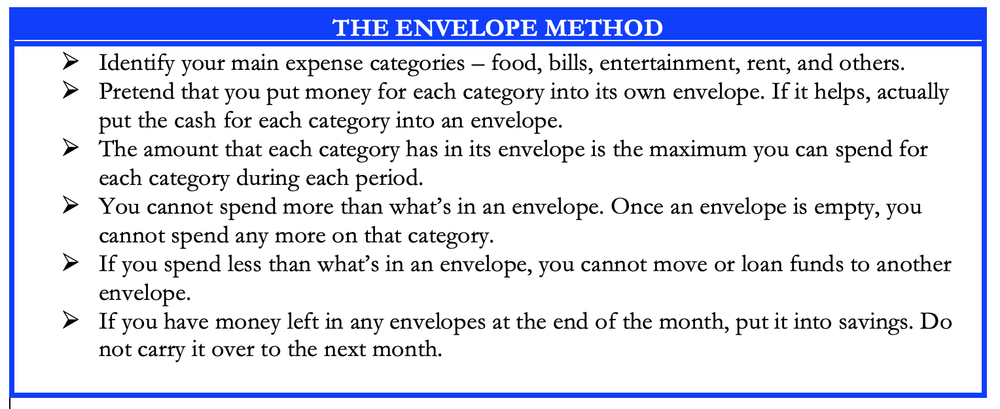 THE ENVELOPE METHOD
➢ Identify your main expense categories – food, bills, entertainment, rent, and others.
➢ Pretend that you put money for each category into its own envelope. If it helps, actually
put the cash for each category into an envelope.
➢ The amount that each category has in its envelope is the maximum you can spend for
each category during each period.
➢ You cannot spend more than what’s in an envelope. Once an envelope is empty, you
cannot spend any more on that category.
➢ If you spend less than what’s in an envelope, you cannot move or loan funds to another
envelope.
➢ If you have money left in any envelopes at the end of the month, put it into savings. Do
not carry it over to the next month.